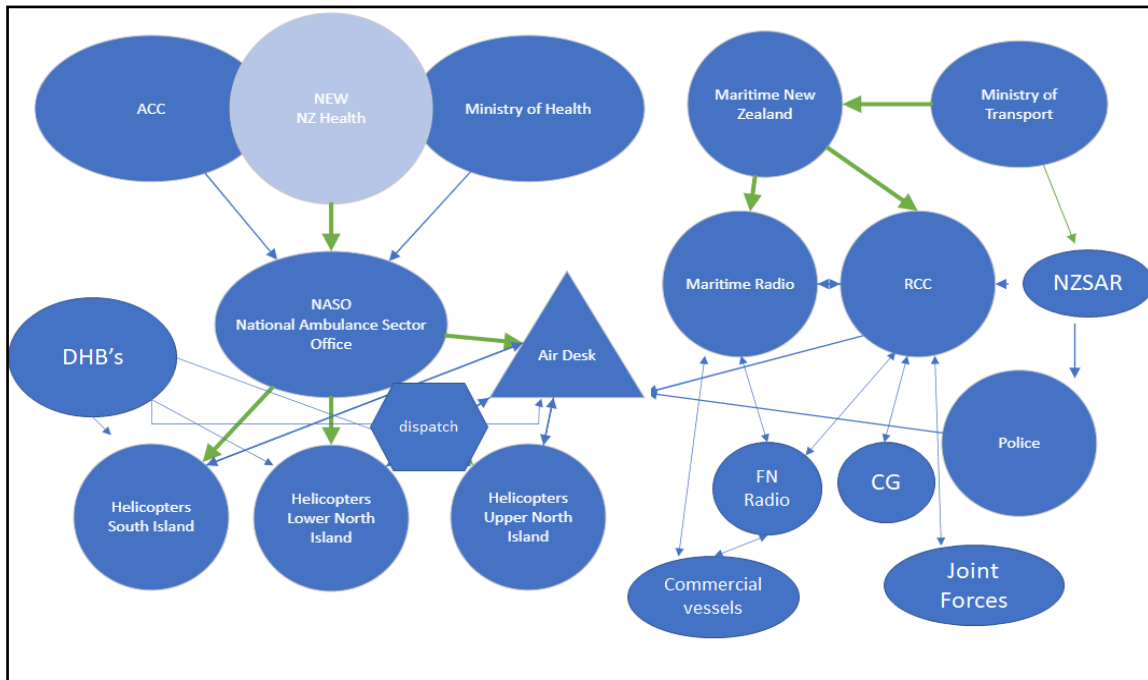 ACC
NEW
NZ Health
Ministry of Health
Maritime New
Zealand
Ministry of
Transport
NASO
National Ambulance Sector
Office
Maritime Radio
RCC
NZSAR
DHB's
Air Desk
dispatch
Police
Helicopters
South Island
Helicopters
Lower North
Island
Helicopters
Upper North
Island
FN
Radio
CG
Commercial
vessels
Joint
Forces